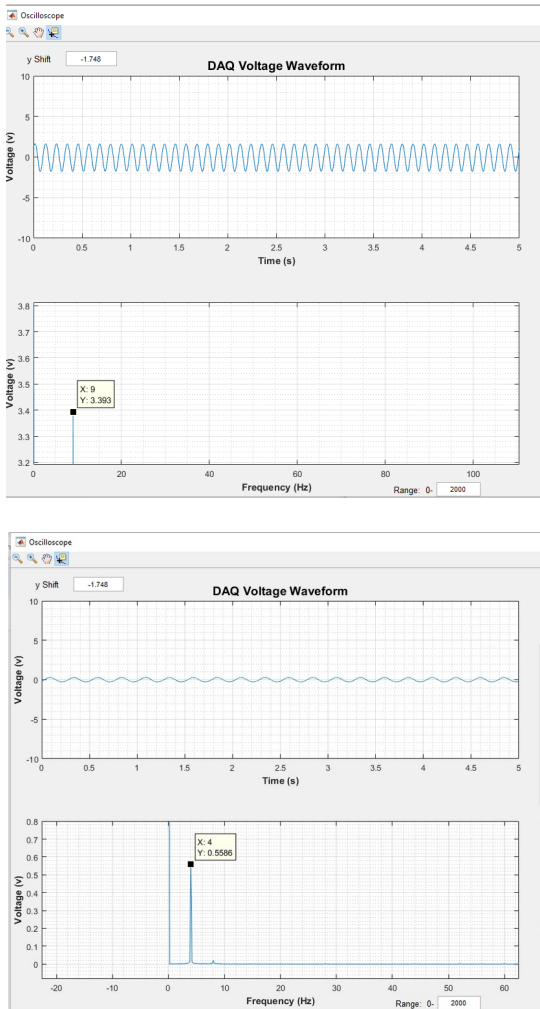 Oscilloscope
y Shift -1.748
DAQ Voltage Waveform
Voltage (v)
10
5
0
-5
-10
0 0.5 1 1.5 2 2.5 3 3.5 4 4.5 5
Time (s)
Voltage (v)
3.8
3.7
3.6
3.5
3.4
3.3
3.2
X: 9
Y: 3.393
0 20 40 60 80 100
Frequency (Hz)
Range: 0- 2000
Oscilloscope
y Shift -1.748
DAQ Voltage Waveform
Voltage (v)
10
5
0
-5
-10
0 0.5 1 1.5 2 2.5 3 3.5 4 4.5 5
Time (s)
Voltage (v)
0.8
0.7
0.6
0.5
0.4
0.3
0.2
0.1
0
X: 4
Y: 0.5586
-20 -10 0 10 20 30 40 50 60
Frequency (Hz)
Range: 0- 2000